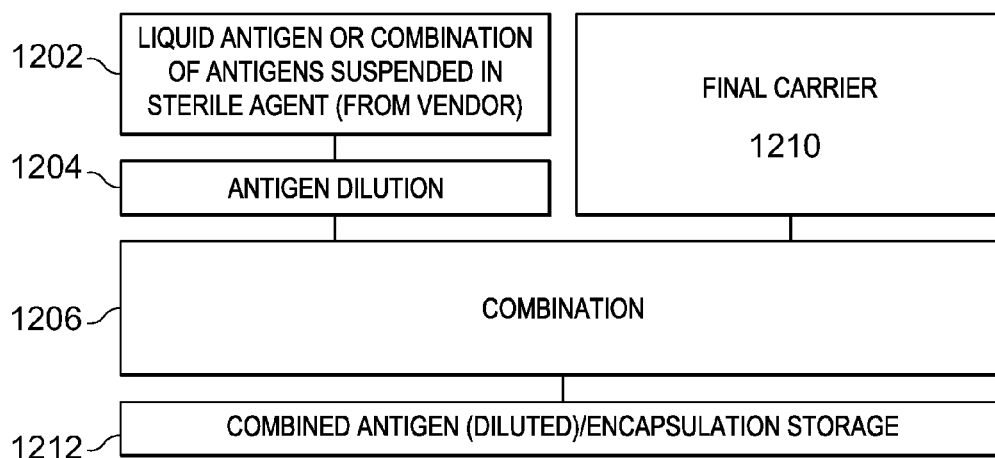 1202
LIQUID ANTIGEN OR COMBINATION
OF ANTIGENS SUSPENDED IN
STERILE AGENT (FROM VENDOR)
FINAL CARRIER
1210
1204
ANTIGEN DILUTION
1206
COMBINATION
1212
COMBINED ANTIGEN (DILUTED)/ENCAPSULATION STORAGE